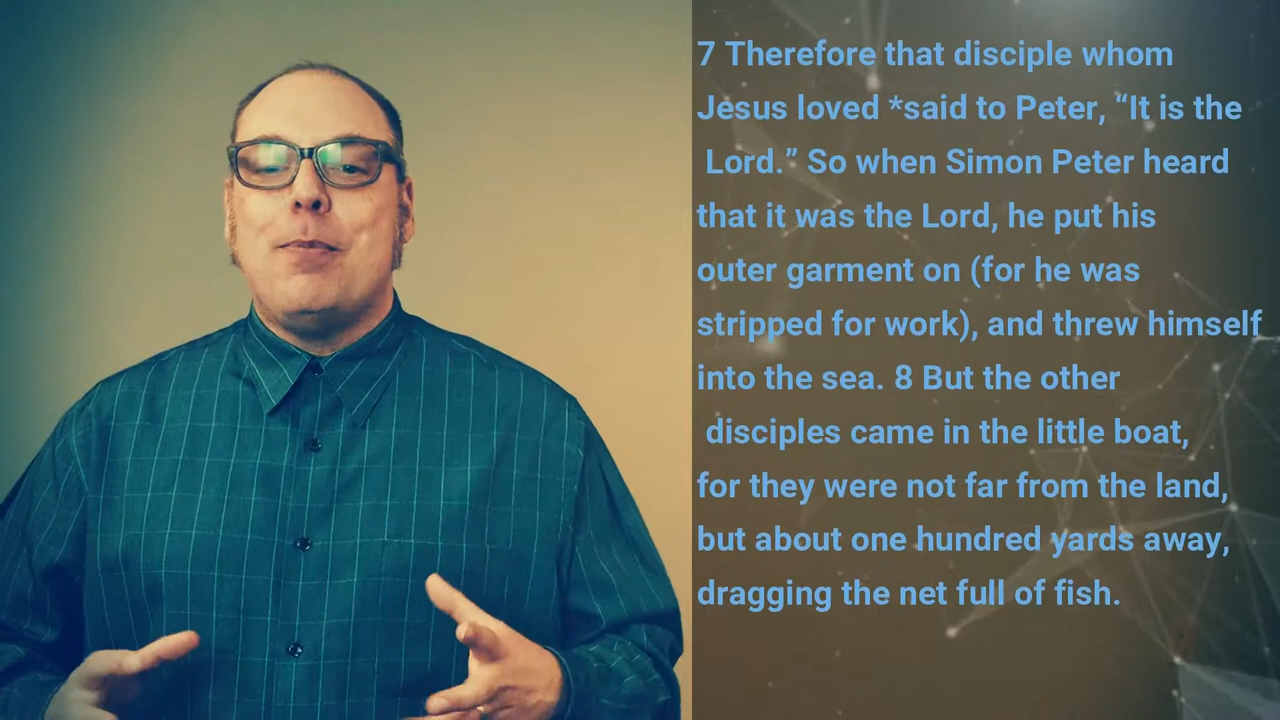 7 Therefore that disciple whom
Jesus loved *said to Peter, “It is the
Lord.” So when Simon Peter heard
that it was the Lord, he put his
outer garment on (for he was
stripped for work), and threw himself
into the sea. 8 But the other
disciples came in the little boat,
for they were not far from the land,
but about one hundred yards away,
dragging the net full of fish.